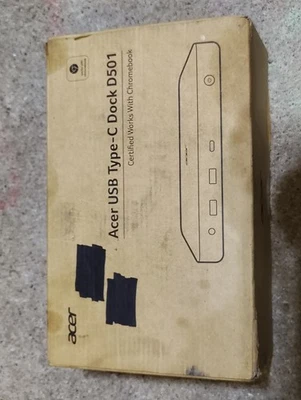 Acer USB Type-C Dock D501
Certified Works With Chromebook
acer